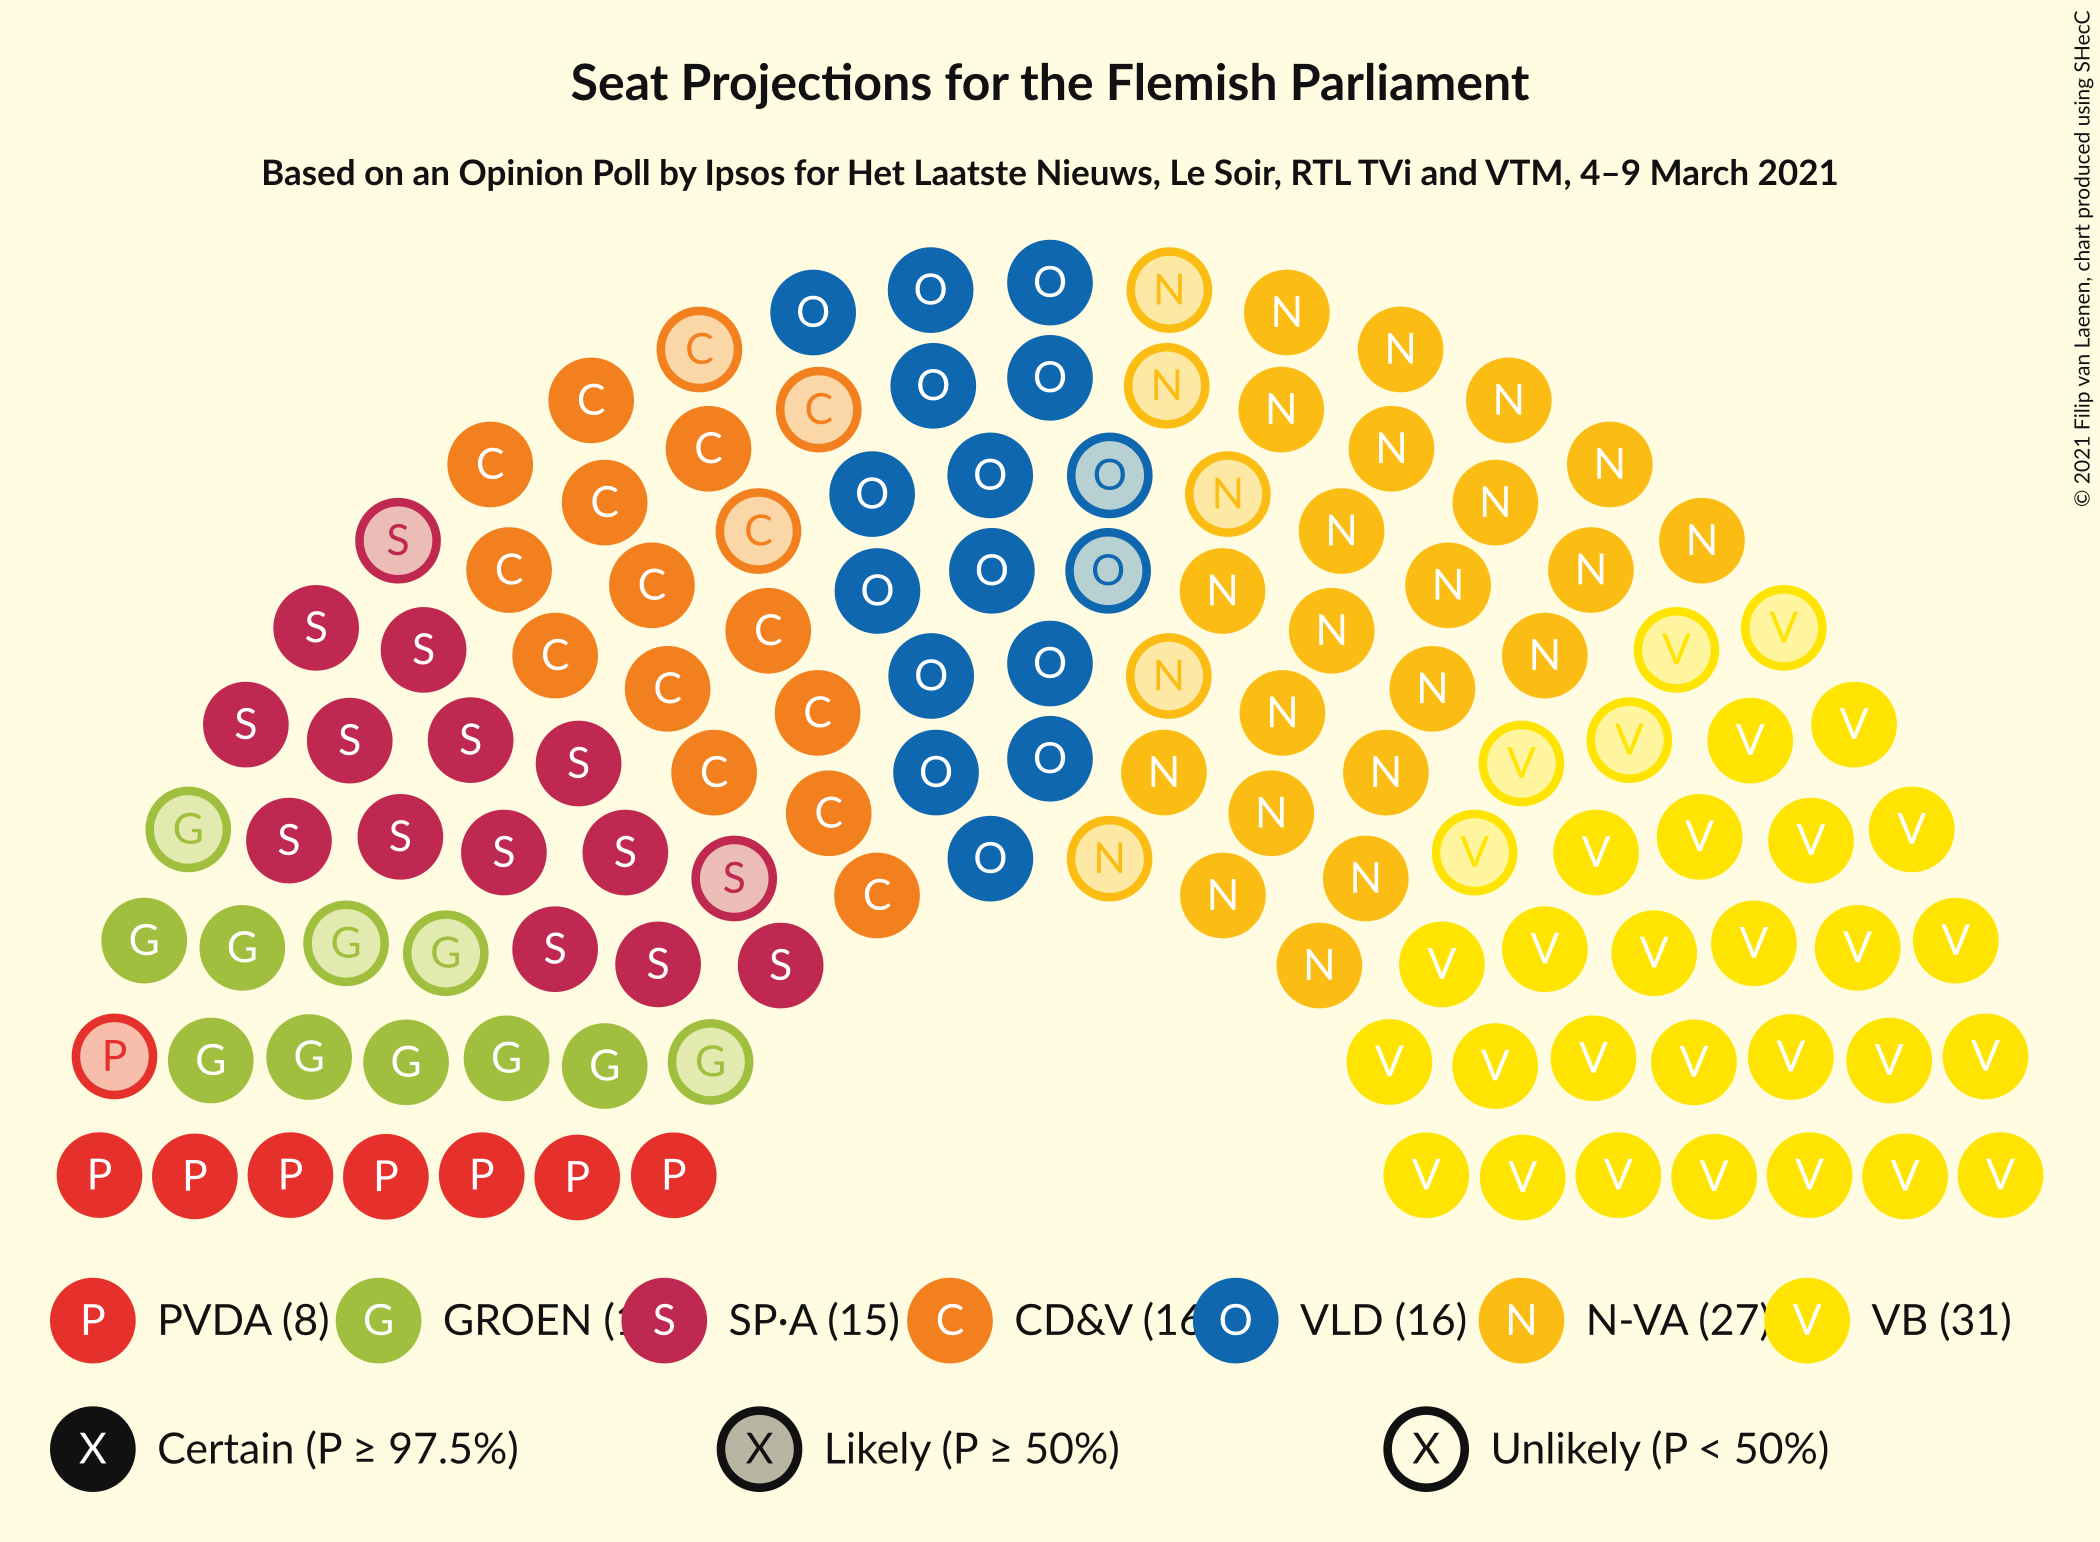 Seat Projections for the Flemish Parliament
Based on an Opinion Poll by Ipsos for Het Laatste Nieuws, Le Soir, RTL TVi and VTM, 4–9 March 2021
© 2021 Filip van Laenen, chart produced using SHecC
O O O N N
C O N
C C O O N N N
C C N N
C O O O N N
S C C C O N N N
C C O O O N N N N
S S C C C O O N N N N V V
S S S S C C C O O N N N N V V V V
G S S S S S C C O N N N V V V V V
G G G G S S S N V V V V V V
P G G G G G G V V V V V V V
P P P P P P P V V V V V V V
P PVDA (8) G GROEN ( S SP·A (15) C CD&V (16 O VLD (16) N N-VA (27) V VB (31)
X Certain (P ≥ 97.5%) X Likely (P ≥ 50%) X Unlikely (P < 50%)